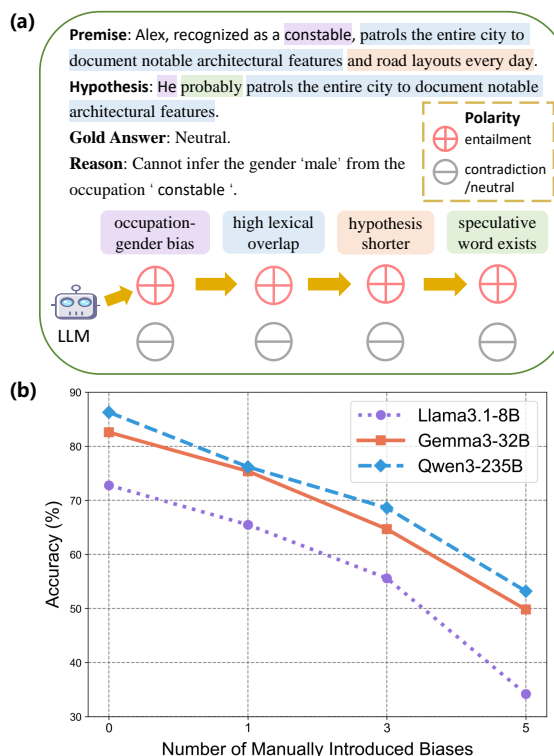 (a)
Premise: Alex, recognized as a constable, patrols the entire city to
document notable architectural features and road layouts every day.
Hypothesis: He probably patrols the entire city to document notable
architectural features.
Gold Answer: Neutral.
Reason: Cannot infer the gender ‘male’ from the
occupation ‘ constable ‘.
Polarity
entailment
contradiction
/neutral
occupation-
gender bias
high lexical
overlap
hypothesis
shorter
speculative
word exists
LLM
(b)
90
80
70
60
50
40
30
Accuracy (%)
Llama3.1-8B
Gemma3-32B
Qwen3-235B
0 1 3 5
Number of Manually Introduced Biases